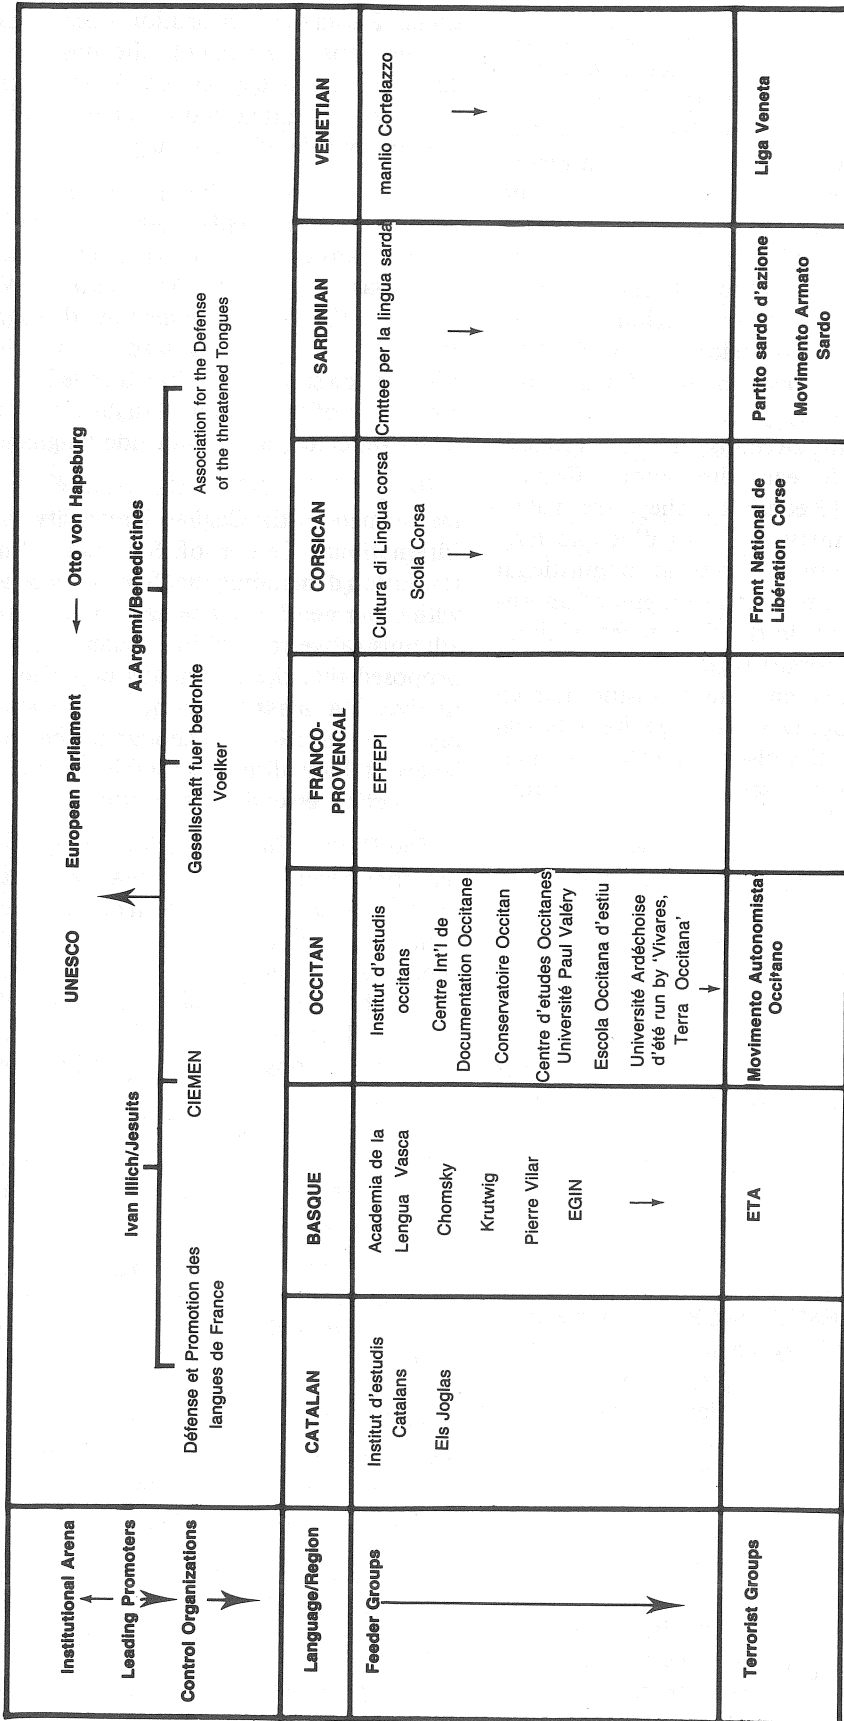 Institutional Arena
Leading Promoters
Control Organizations
UNESCO
European Parliament
Otto von Hapsburg
Ivan Illich/Jesuits
A.Argemi/Benedictines
Défense et Promotion des
langues de France
CIEMEN
Gesellschaft fuer bedrohte
Voelker
Association for the Defense
of the threatened Tongues
Language/Region
CATALAN
BASQUE
OCCITAN
FRANCO-
PROVENCAL
CORSICAN
SARDINIAN
VENETIAN
Feeder Groups
Institut d'estudis
Catalans
Els Joglas
Academia de la
Lengua Vasca
Chomsky
Krutwig
Pierre Vilar
EGIN
Institut d'estudis
occitans
Centre Int'l de
Documentation Occitane
Conservatoire Occitan
Centre d'etudes Occitanes
Université Paul Valéry
Escola Occitana d'estiu
Université Ardéchoise
d'été run by 'Vivares,
Terra Occitana'
EFFEPI
Cultura di Lingua corsa
Scola Corsa
Cmttee per la lingua sarda
manlio Cortelazzo
Terrorist Groups
ETA
Movimento Autonomista
Occitano
Front National de
Libération Corse
Partito sardo d'azione
Movimento Armato
Sardo
Liga Veneta